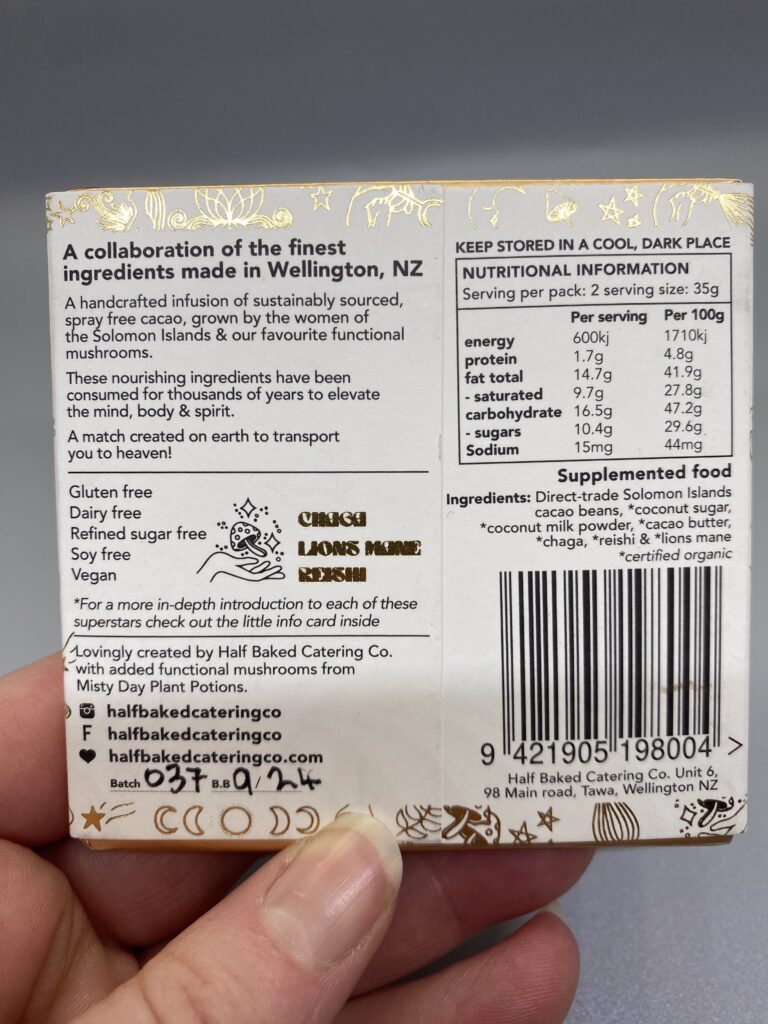 A collaboration of the finest
ingredients made in Wellington, NZ
A handcrafted infusion of sustainably sourced,
spray free cacao, grown by the women of
the Solomon Islands & our favourite functional
mushrooms.
These nourishing ingredients have been
consumed for thousands of years to elevate
the mind, body & spirit.
A match created on earth to transport
you to heaven!
Gluten free
Dairy free
Refined sugar free
Soy free
Vegan
CHAGA
LIONS MANE
REISHI
*For a more in-depth introduction to each of these
superstars check out the little info card inside
Lovingly created by Half Baked Catering Co.
with added functional mushrooms from
Misty Day Plant Potions.
halfbakedcateringco
F halfbakedcateringco
halfbakedcateringco.com
Batch 037 B.B 9/24
KEEP STORED IN A COOL, DARK PLACE
NUTRITIONAL INFORMATION
Serving per pack: 2 serving size: 35g
Per serving Per 100g
energy 600kj 1710kj
protein 1.7g 4.8g
fat total 14.7g 41.9g
- saturated 9.7g 27.8g
carbohydrate 16.5g 47.2g
- sugars 10.4g 29.6g
Sodium 15mg 44mg
Supplemented food
Ingredients: Direct-trade Solomon Islands
cacao beans, *coconut sugar,
*coconut milk powder, *cacao butter,
*chaga, *reishi & *lions mane
*certified organic
9 421905 198004 >
Half Baked Catering Co. Unit 6,
98 Main road, Tawa, Wellington NZ